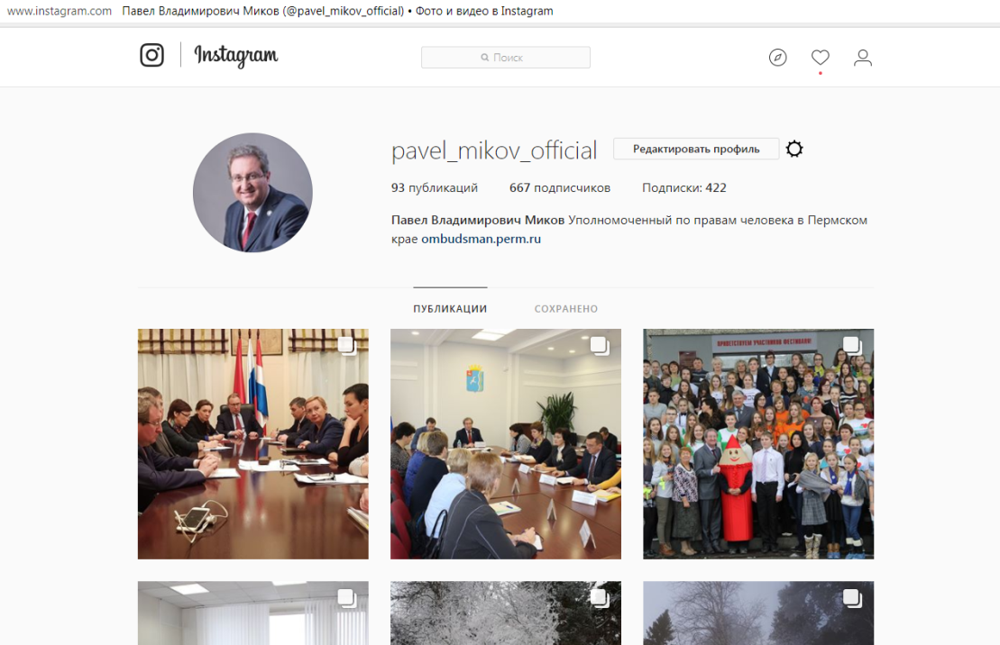 www.instagram.com Павел Владимирович Миков (@pavel_mikov_official) • Фото и видео в Instagram
Instagram
Поиск
pavel_mikov_official Редактировать профиль
93 публикаций 667 подписчиков Подписки: 422
Павел Владимирович Миков Уполномоченный по правам человека в Пермском
крае ombudsman.perm.ru
ПУБЛИКАЦИИ СОХРАНЕНО
ПРИВЕТСТВУЕМ УЧАСТНИКОВ ФЕСТИВАЛЯ!